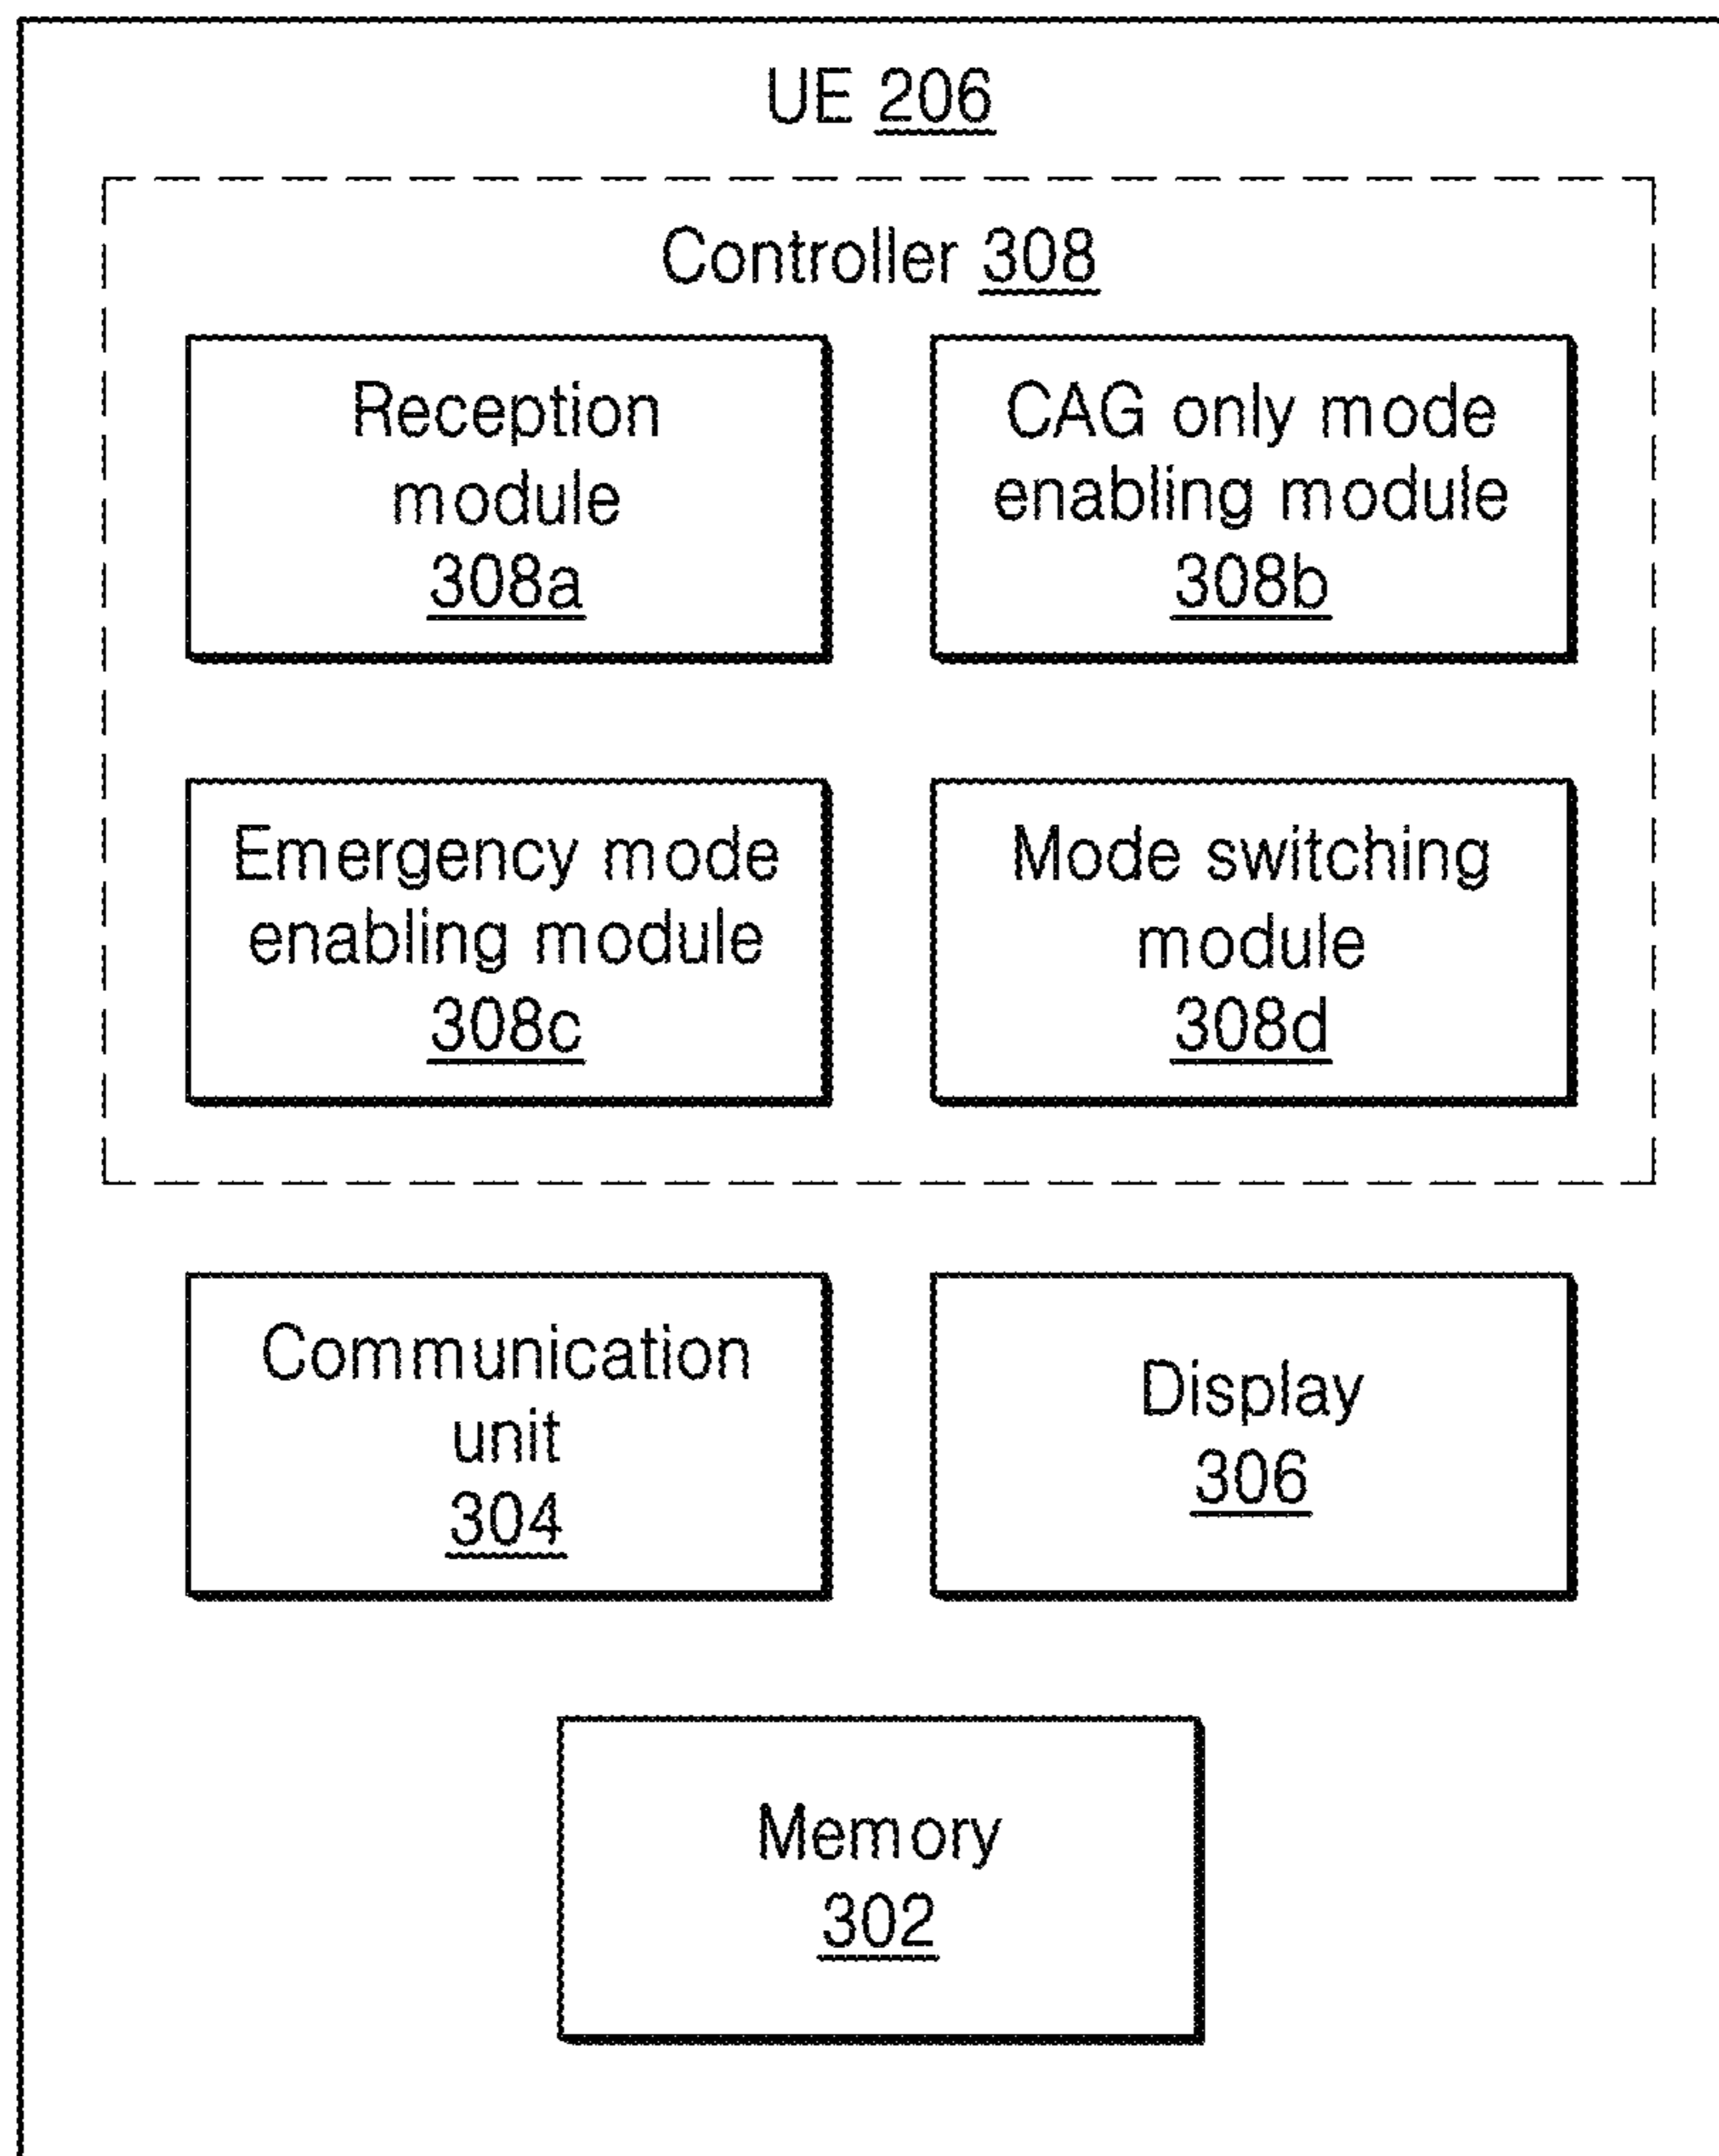 UE 206
Controller 308
Reception
module
308a
CAG only mode
enabling module
308b
Emergency mode
enabling module
308c
Mode switching
module
308d
Communication
unit
304
Display
306
Memory
302